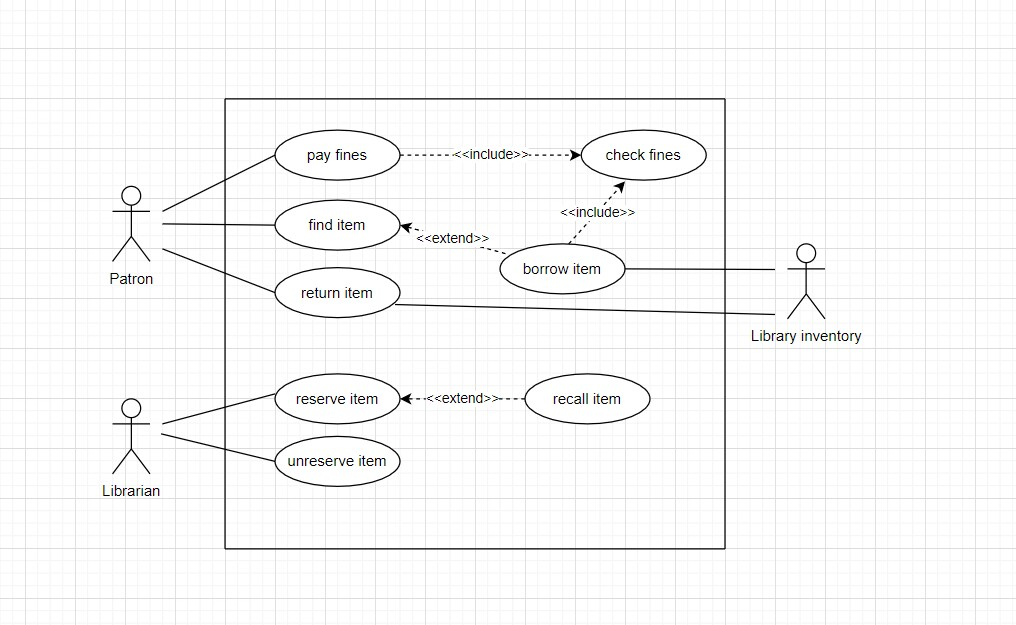 pay fines
<<include>>
check fines
<<include>>
find item
<<extend>>
borrow item
Patron
return item
Library inventory
reserve item
<<extend>>
recall item
unreserve item
Librarian